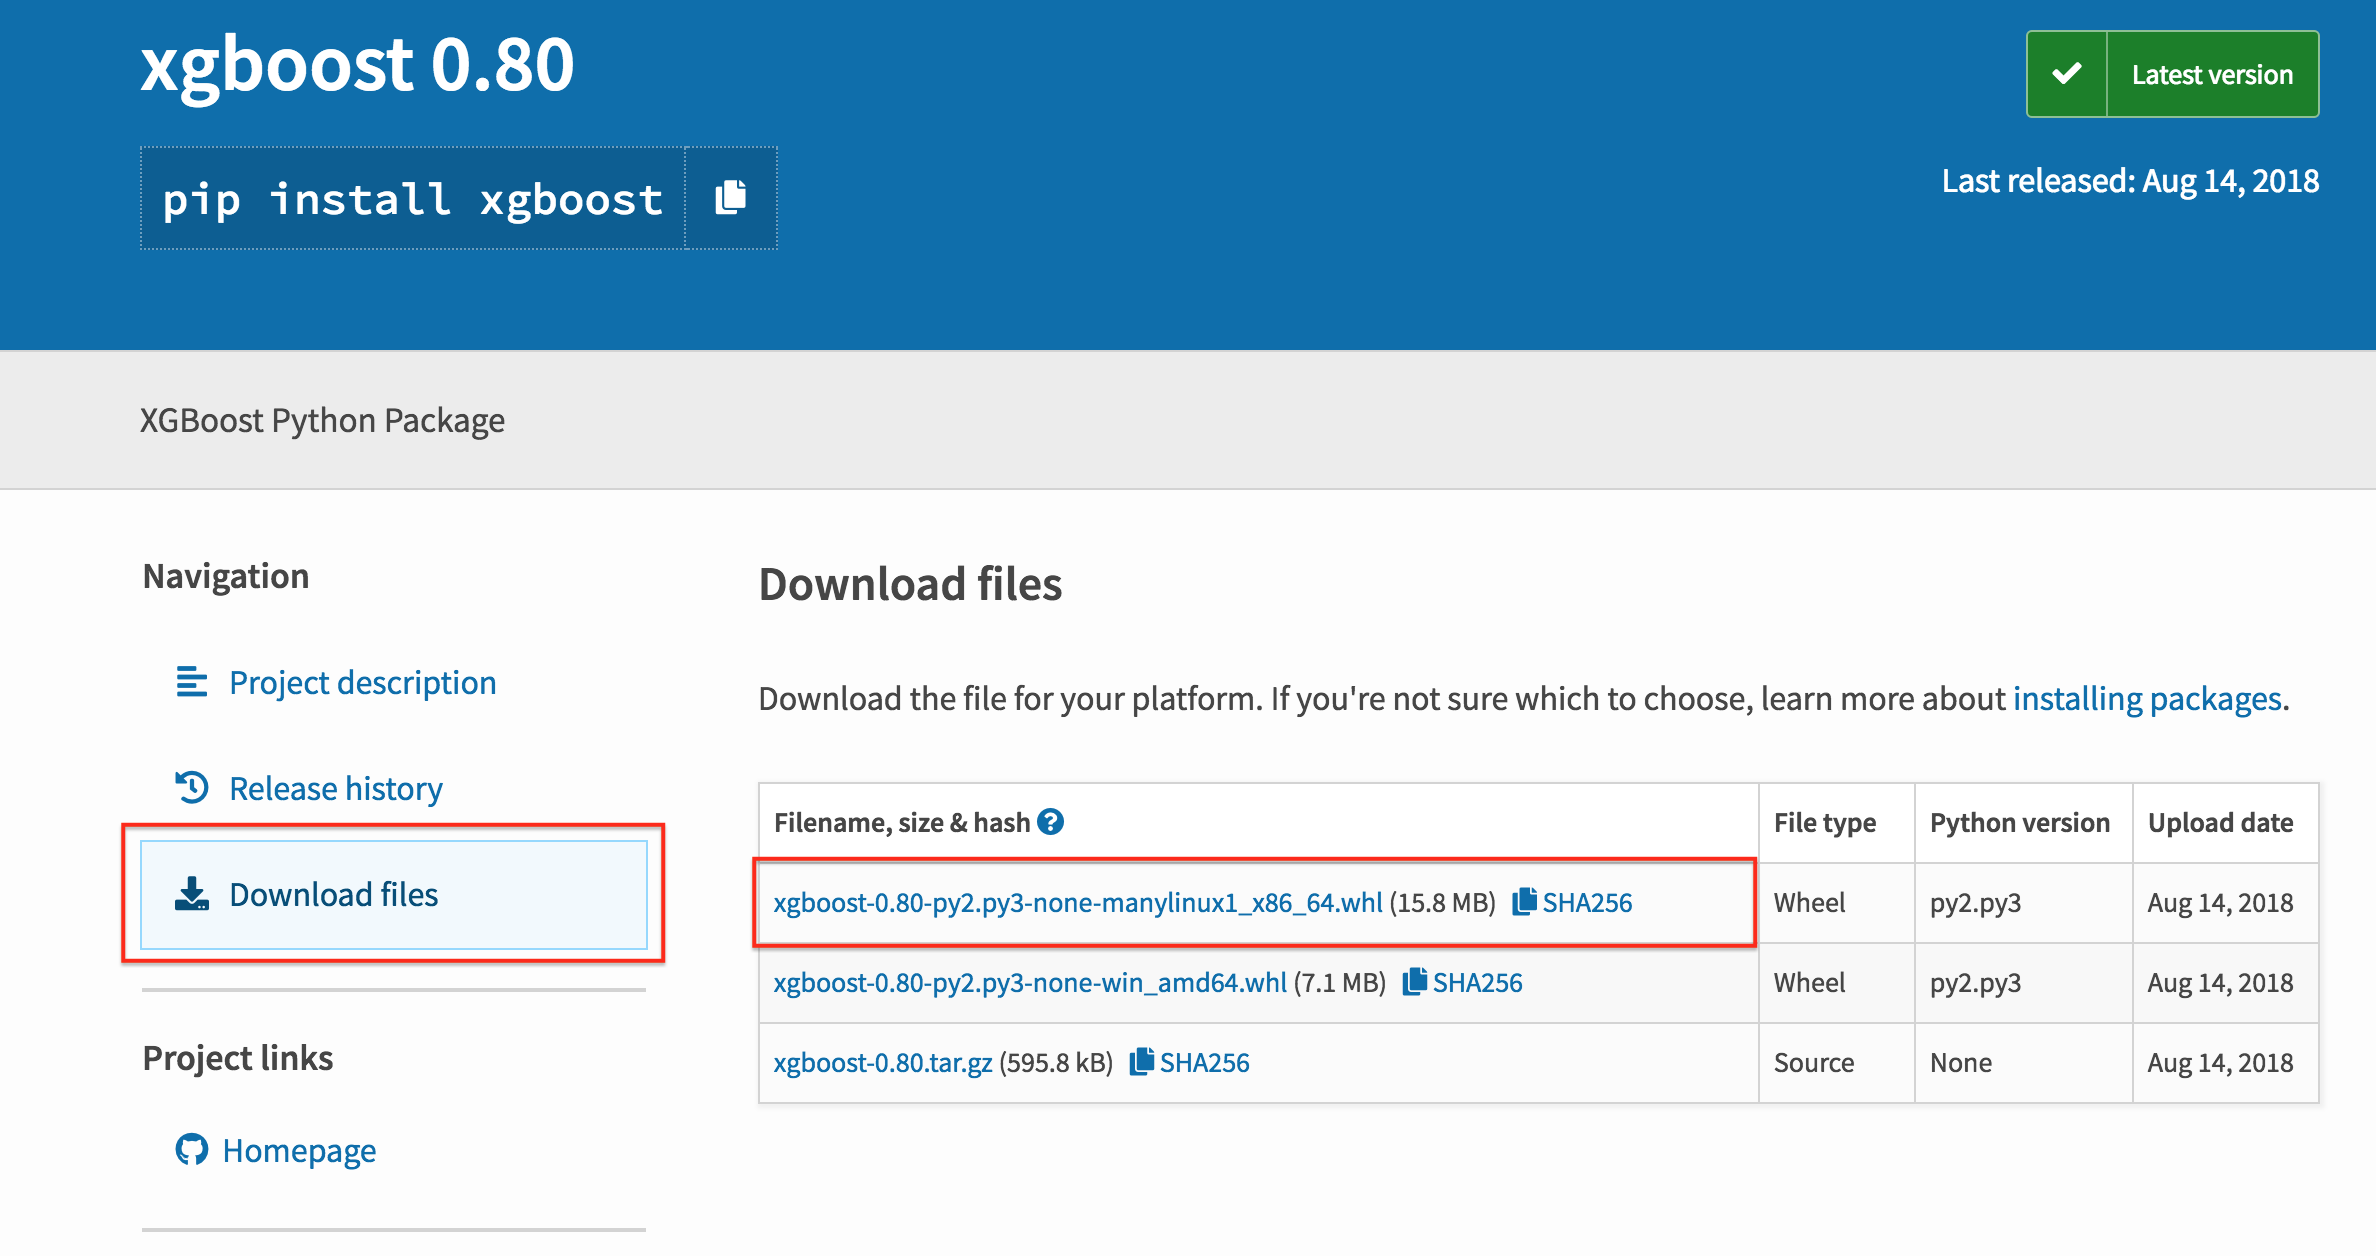 xgboost 0.80
Latest version
pip install xgboost
Last released: Aug 14, 2018
XGBoost Python Package
Navigation
Project description
Release history
Download files
Project links
Homepage
Download files
Download the file for your platform. If you're not sure which to choose, learn more about installing packages.
Filename, size & hash ? File type Python version Upload date
xgboost-0.80-py2.py3-none-manylinux1_x86_64.whl (15.8 MB) SHA256 Wheel py2.py3 Aug 14, 2018
xgboost-0.80-py2.py3-none-win_amd64.whl (7.1 MB) SHA256 Wheel py2.py3 Aug 14, 2018
xgboost-0.80.tar.gz (595.8 kB) SHA256 Source None Aug 14, 2018